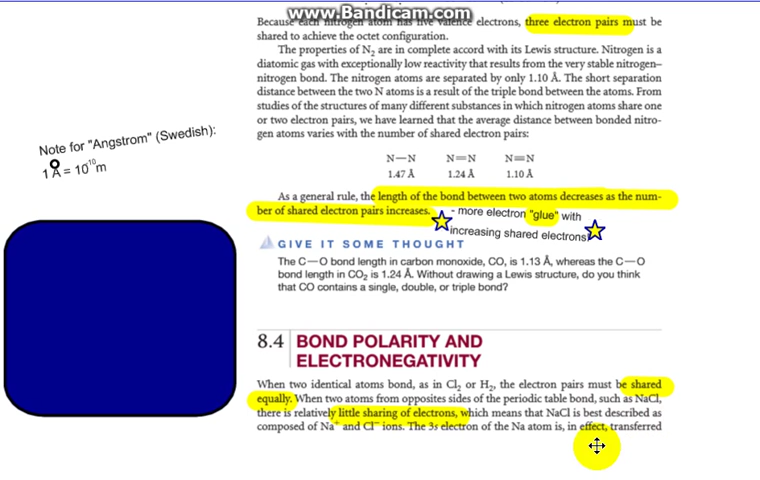 www.Bandicam.com
Because each nitrogen atom has five valence electrons, three electron pairs must be
shared to achieve the octet configuration.
The properties of N₂ are in complete accord with its Lewis structure. Nitrogen is a
diatomic gas with exceptionally low reactivity that results from the very stable nitrogen–
nitrogen bond. The nitrogen atoms are separated by only 1.10 Å. The short separation
distance between the two N atoms is a result of the triple bond between the atoms. From
studies of the structures of many different substances in which nitrogen atoms share one
or two electron pairs, we have learned that the average distance between bonded nitro-
gen atoms varies with the number of shared electron pairs:
Note for "Angstrom" (Swedish):
1 Å = 10¹⁰m
N—N N=N N≡N
1.47 Å 1.24 Å 1.10 Å
As a general rule, the length of the bond between two atoms decreases as the num-
ber of shared electron pairs increases.
- more electron "glue" with
increasing shared electrons
GIVE IT SOME THOUGHT
The C—O bond length in carbon monoxide, CO, is 1.13 Å, whereas the C—O
bond length in CO₂ is 1.24 Å. Without drawing a Lewis structure, do you think
that CO contains a single, double, or triple bond?
8.4 BOND POLARITY AND
ELECTRONEGATIVITY
When two identical atoms bond, as in Cl₂ or H₂, the electron pairs must be shared
equally. When two atoms from opposites sides of the periodic table bond, such as NaCl,
there is relatively little sharing of electrons, which means that NaCl is best described as
composed of Na⁺ and Cl⁻ ions. The 3s electron of the Na atom is, in effect, transferred